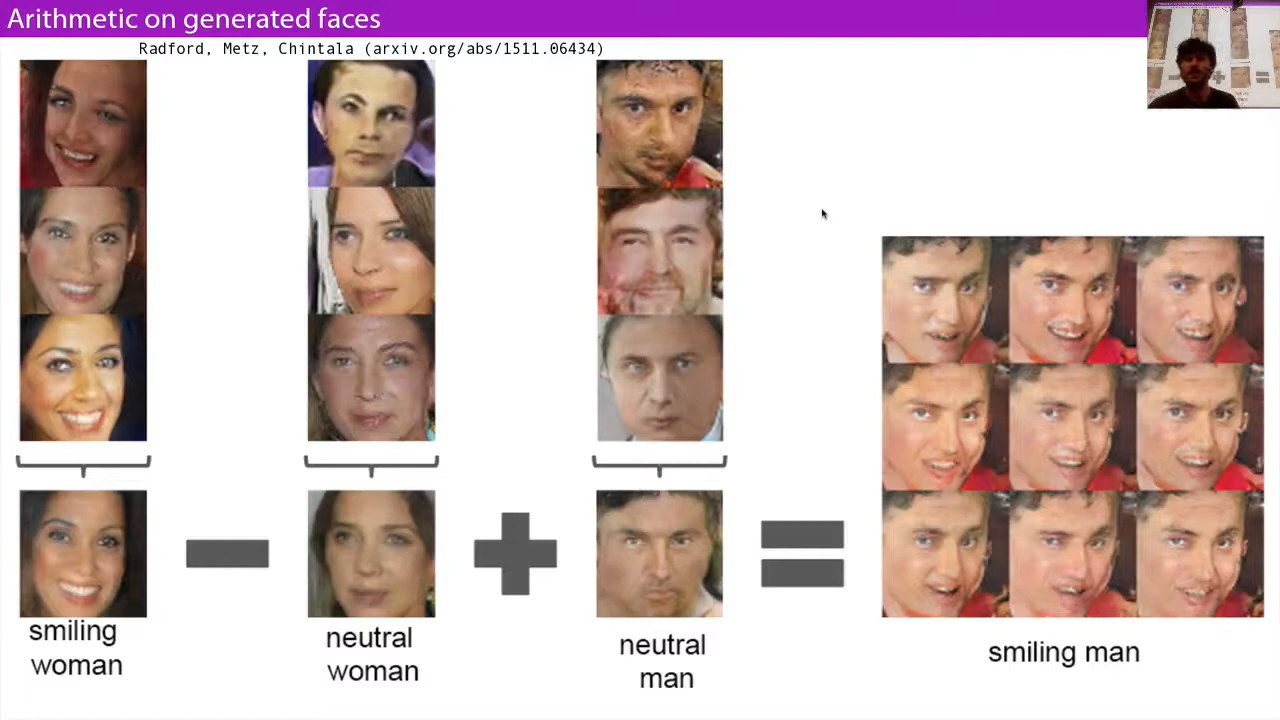 Arithmetic on generated faces
Radford, Metz, Chintala (arxiv.org/abs/1511.06434)
smiling
woman
neutral
woman
neutral
man
smiling man